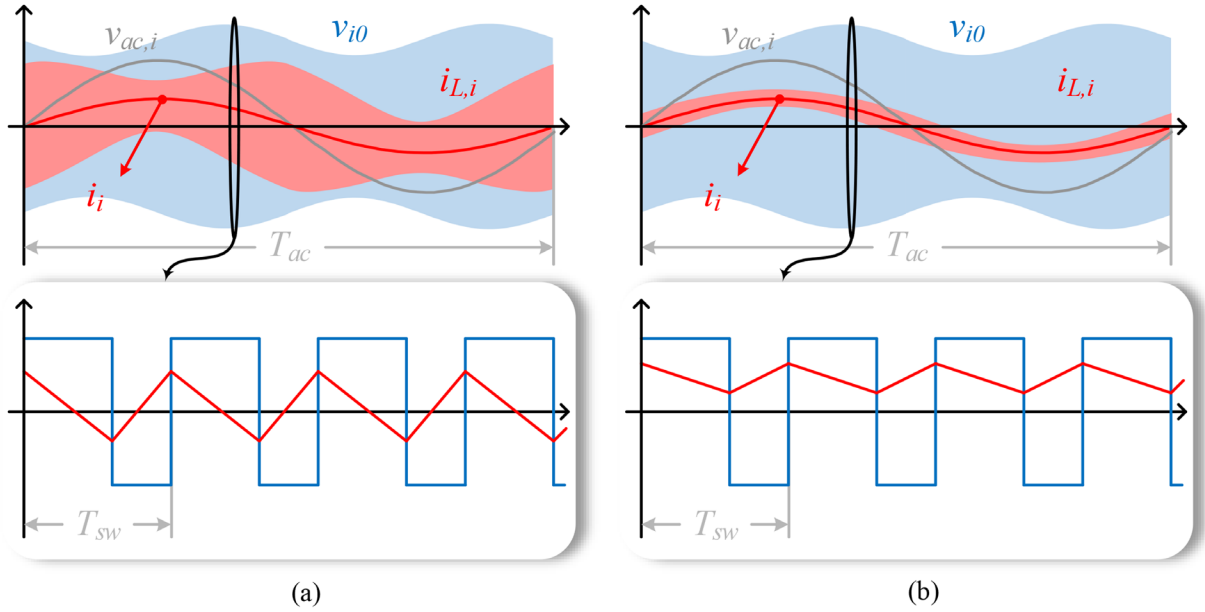 v_{ac,i} v_{i0}
i_{L,i}
i_i
T_{ac}
T_{sw}
(a)
v_{ac,i} v_{i0}
i_{L,i}
i_i
T_{ac}
T_{sw}
(b)